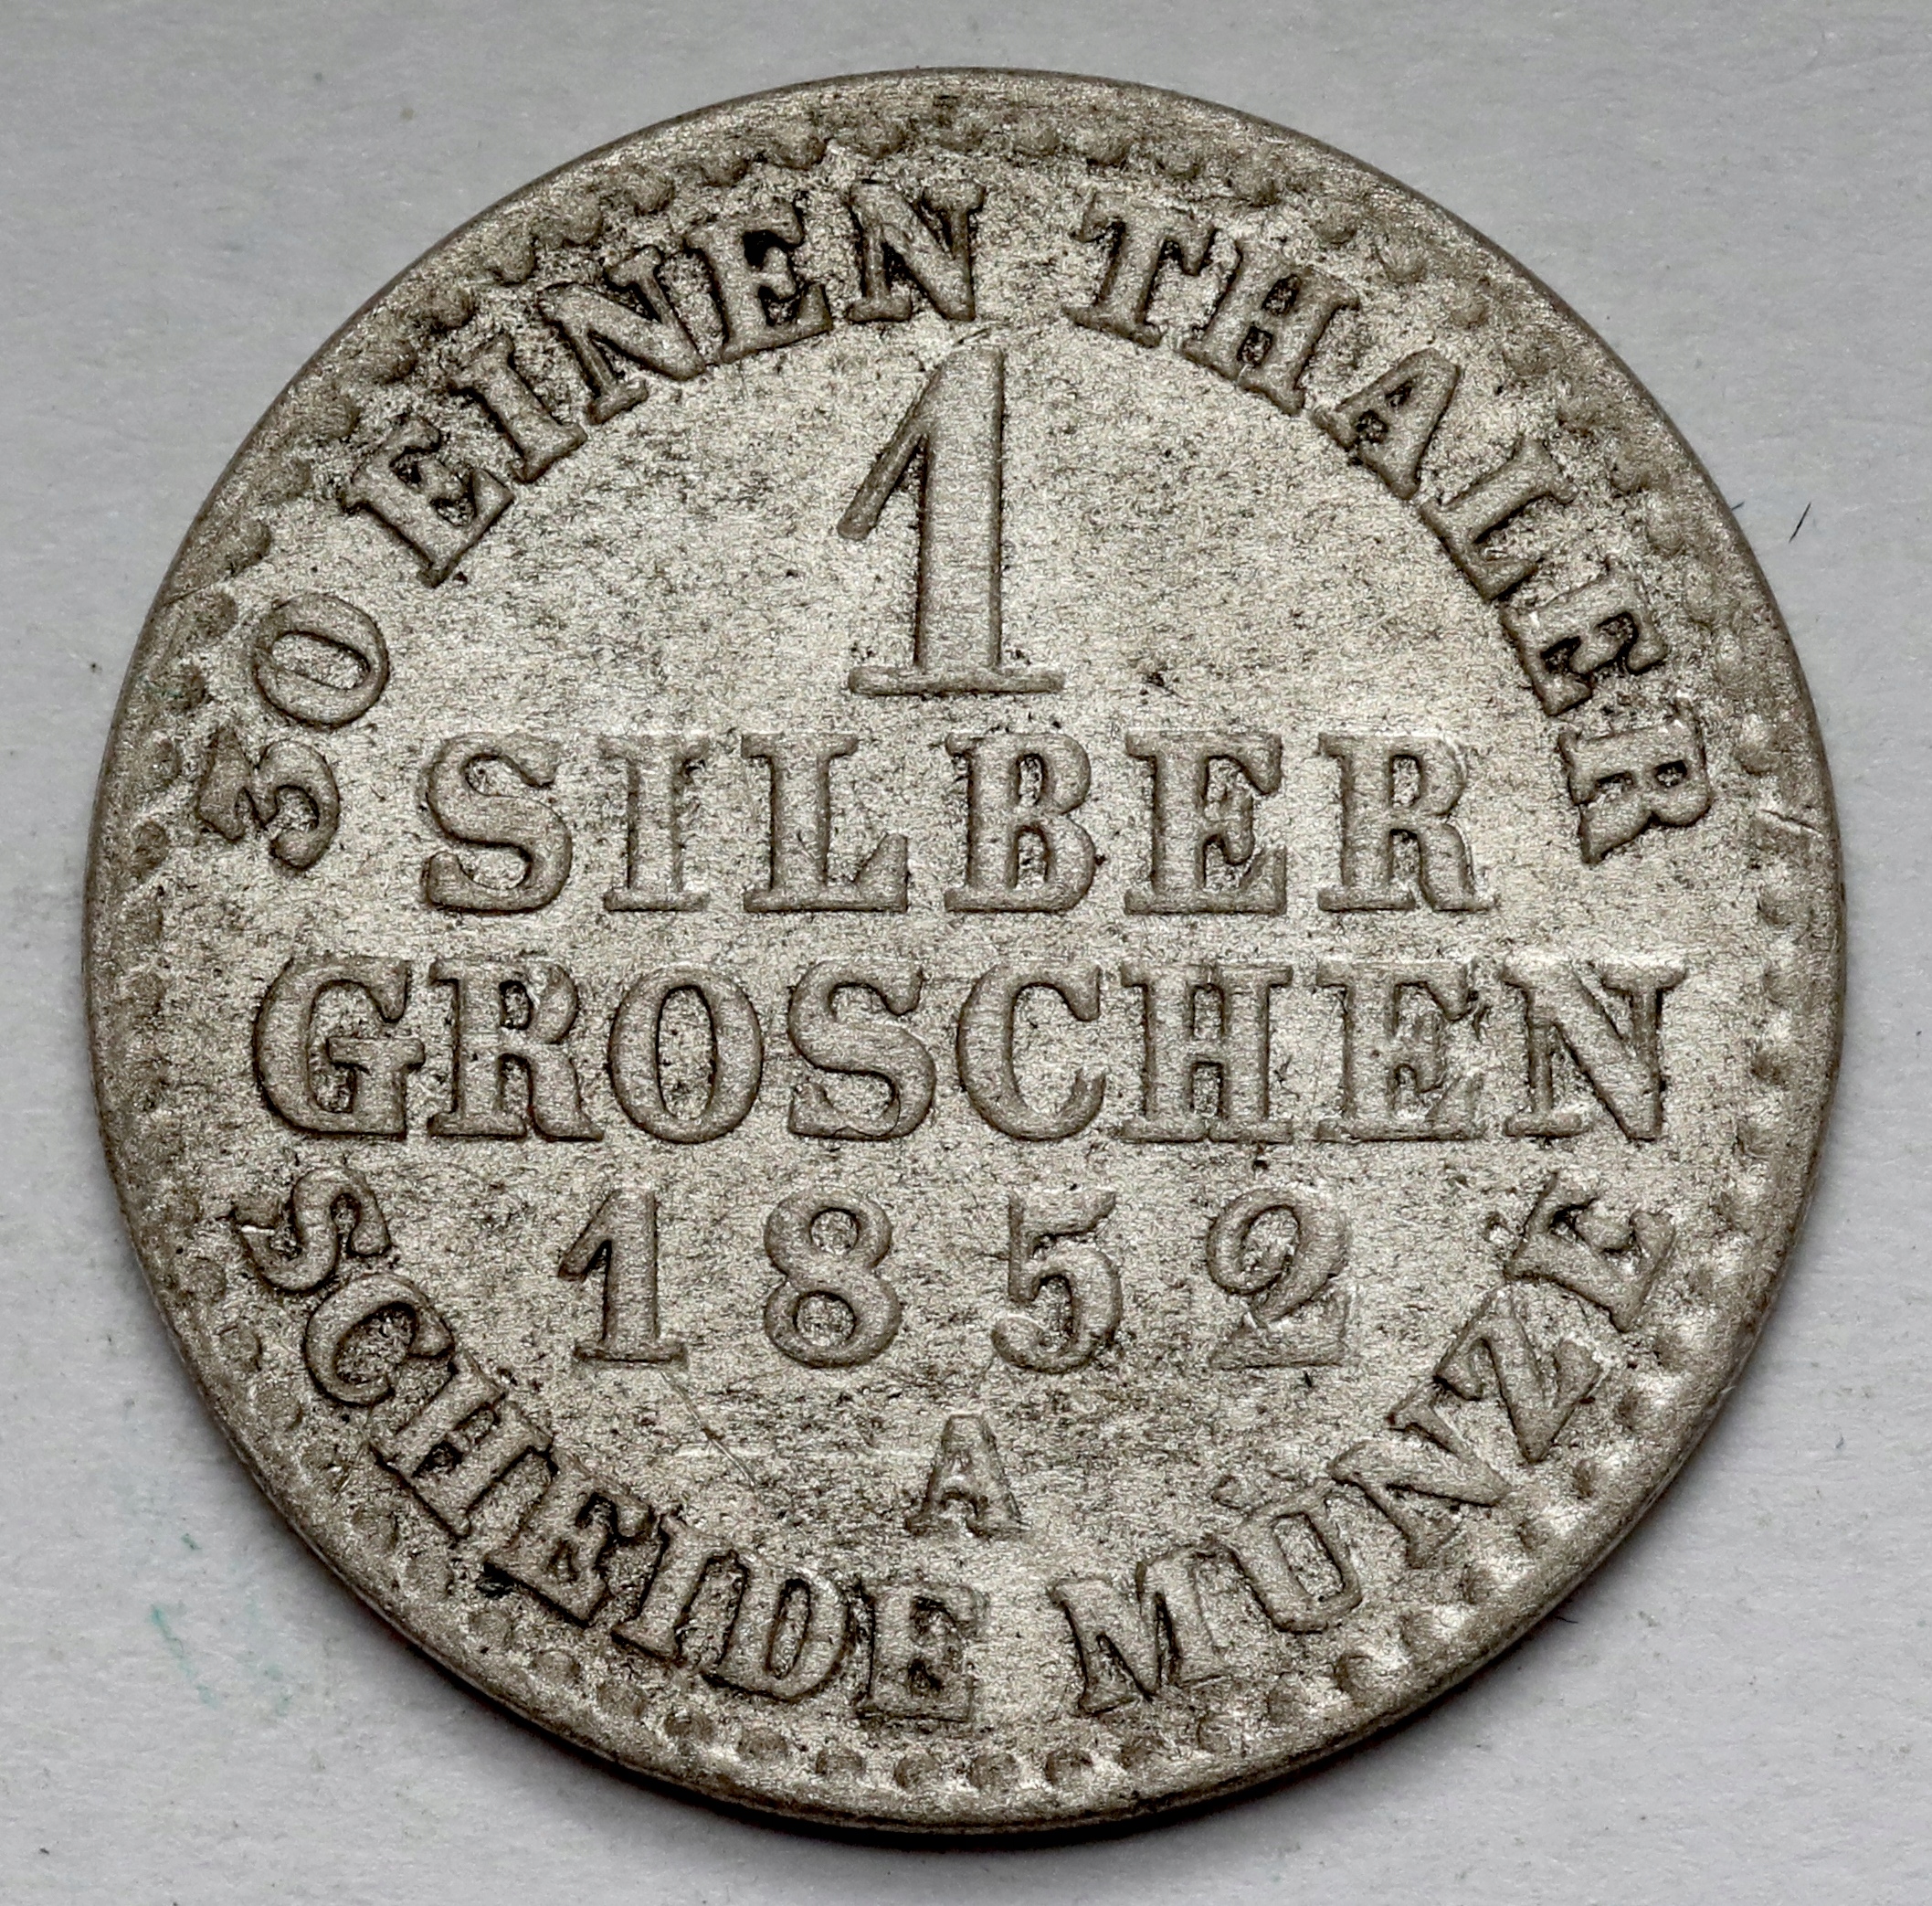 30 EINEN THALER
1
SILBER
GROSCHEN
1852
A
SCHEIDE MÜNZE